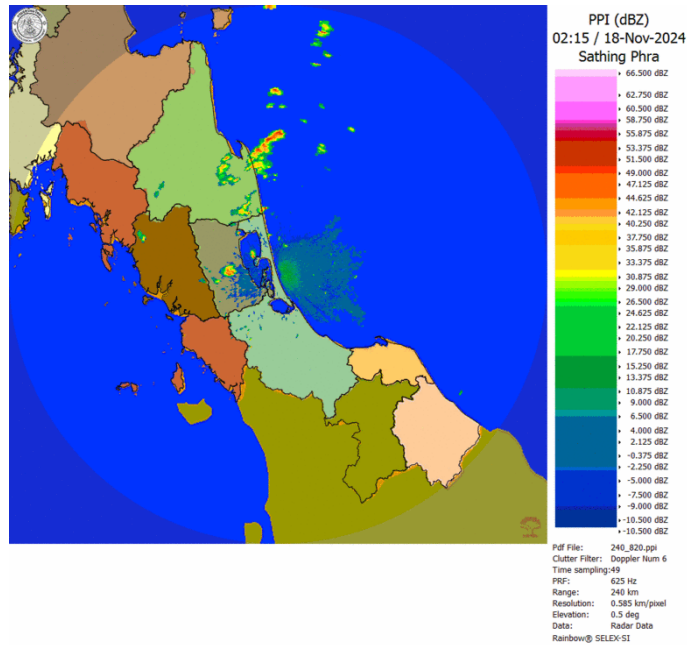 PPI (dBZ)
02:15 / 18-Nov-2024
Sathing Phra
66.500 dBZ
62.750 dBZ
60.500 dBZ
58.750 dBZ
55.875 dBZ
53.375 dBZ
51.500 dBZ
49.000 dBZ
47.125 dBZ
44.625 dBZ
42.125 dBZ
40.250 dBZ
37.750 dBZ
35.875 dBZ
33.375 dBZ
30.875 dBZ
29.000 dBZ
26.500 dBZ
24.625 dBZ
22.125 dBZ
20.250 dBZ
17.750 dBZ
15.250 dBZ
13.375 dBZ
10.875 dBZ
9.000 dBZ
6.500 dBZ
4.000 dBZ
2.125 dBZ
-0.375 dBZ
-2.250 dBZ
-5.000 dBZ
-7.500 dBZ
-9.000 dBZ
-10.500 dBZ
-10.500 dBZ
Pdf File: 240_820.ppi
Clutter Filter: Doppler Num 6
Time sampling:49
PRF: 625 Hz
Range: 240 km
Resolution: 0.585 km/pixel
Elevation: 0.5 deg
Data: Radar Data
Rainbow® SELEX-SI